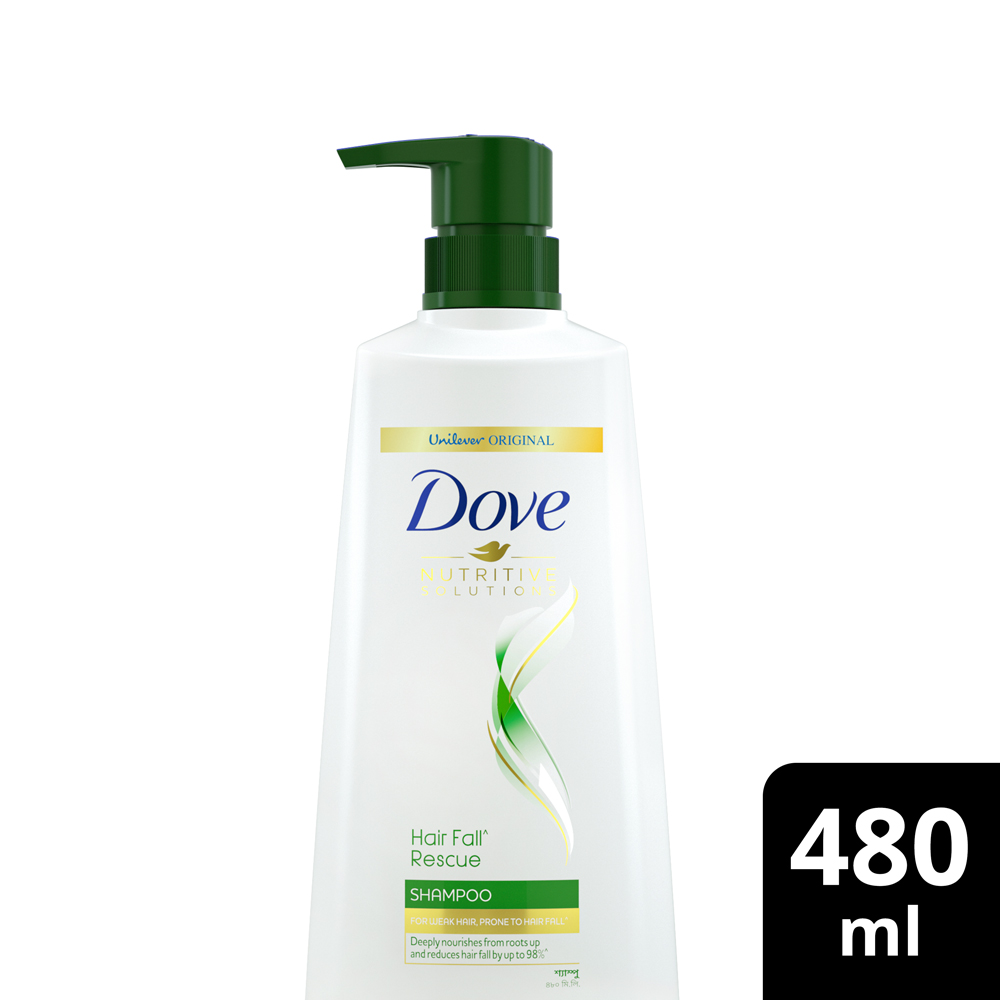 Unilever ORIGINAL
Dove
NUTRITIVE
SOLUTIONS
Hair Fall^
Rescue
SHAMPOO
FOR WEAK HAIR, PRONE TO HAIR FALL^
Deeply nourishes from roots up
and reduces hair fall by up to 98%^
শ্যাম্পু
৪৮০ মি.লি.
480
ml